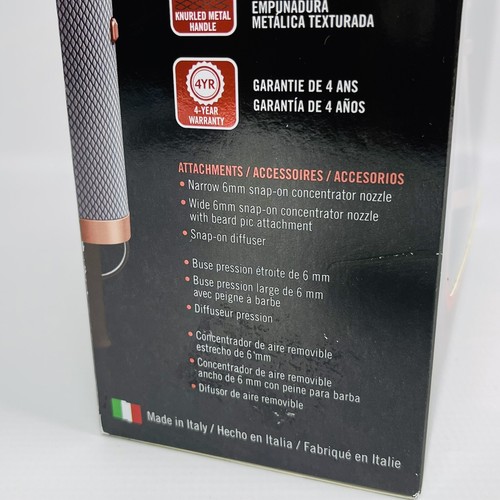 KNURLED METAL
HANDLE
EMPUÑADURA
METÁLICA TEXTURADA
4YR
4-YEAR
WARRANTY
GARANTIE DE 4 ANS
GARANTÍA DE 4 AÑOS
ATTACHMENTS / ACCESSOIRES / ACCESORIOS
• Narrow 6mm snap-on concentrator nozzle
• Wide 6mm snap-on concentrator nozzle
with beard pic attachment
• Snap-on diffuser
• Buse pression étroite de 6 mm
• Buse pression large de 6 mm
avec peigne à barbe
• Diffuseur pression
• Concentrador de aire removible
estrecho de 6 mm
• Concentrador de aire removible
ancho de 6 mm con peine para barba
• Difusor de aire removible
Made in Italy / Hecho en Italia / Fabriqué en Italie